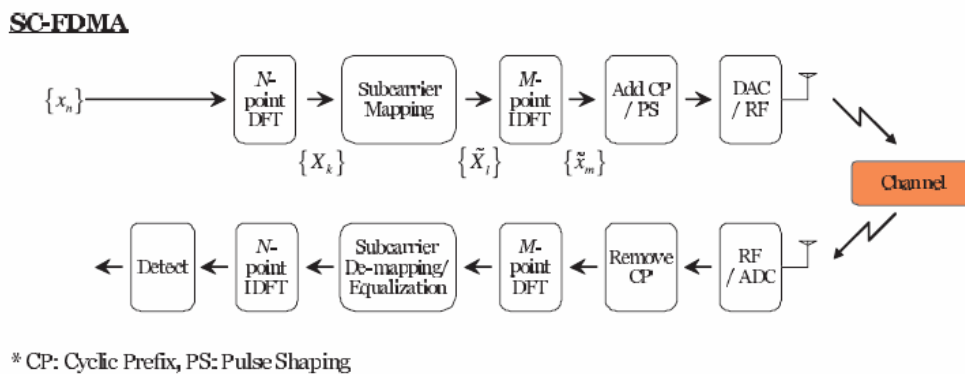 SC-FDMA
{x_n}
N-
point
DFT
Subcarrier
Mapping
M-
point
IDFT
Add CP
/ PS
DAC
/ RF
{X_k}
{X̃_l}
{x̃_m}
Channel
Detect
N-
point
IDFT
Subcarrier
De-mapping/
Equalization
M-
point
DFT
Remove
CP
RF
/ ADC
* CP: Cyclic Prefix, PS: Pulse Shaping